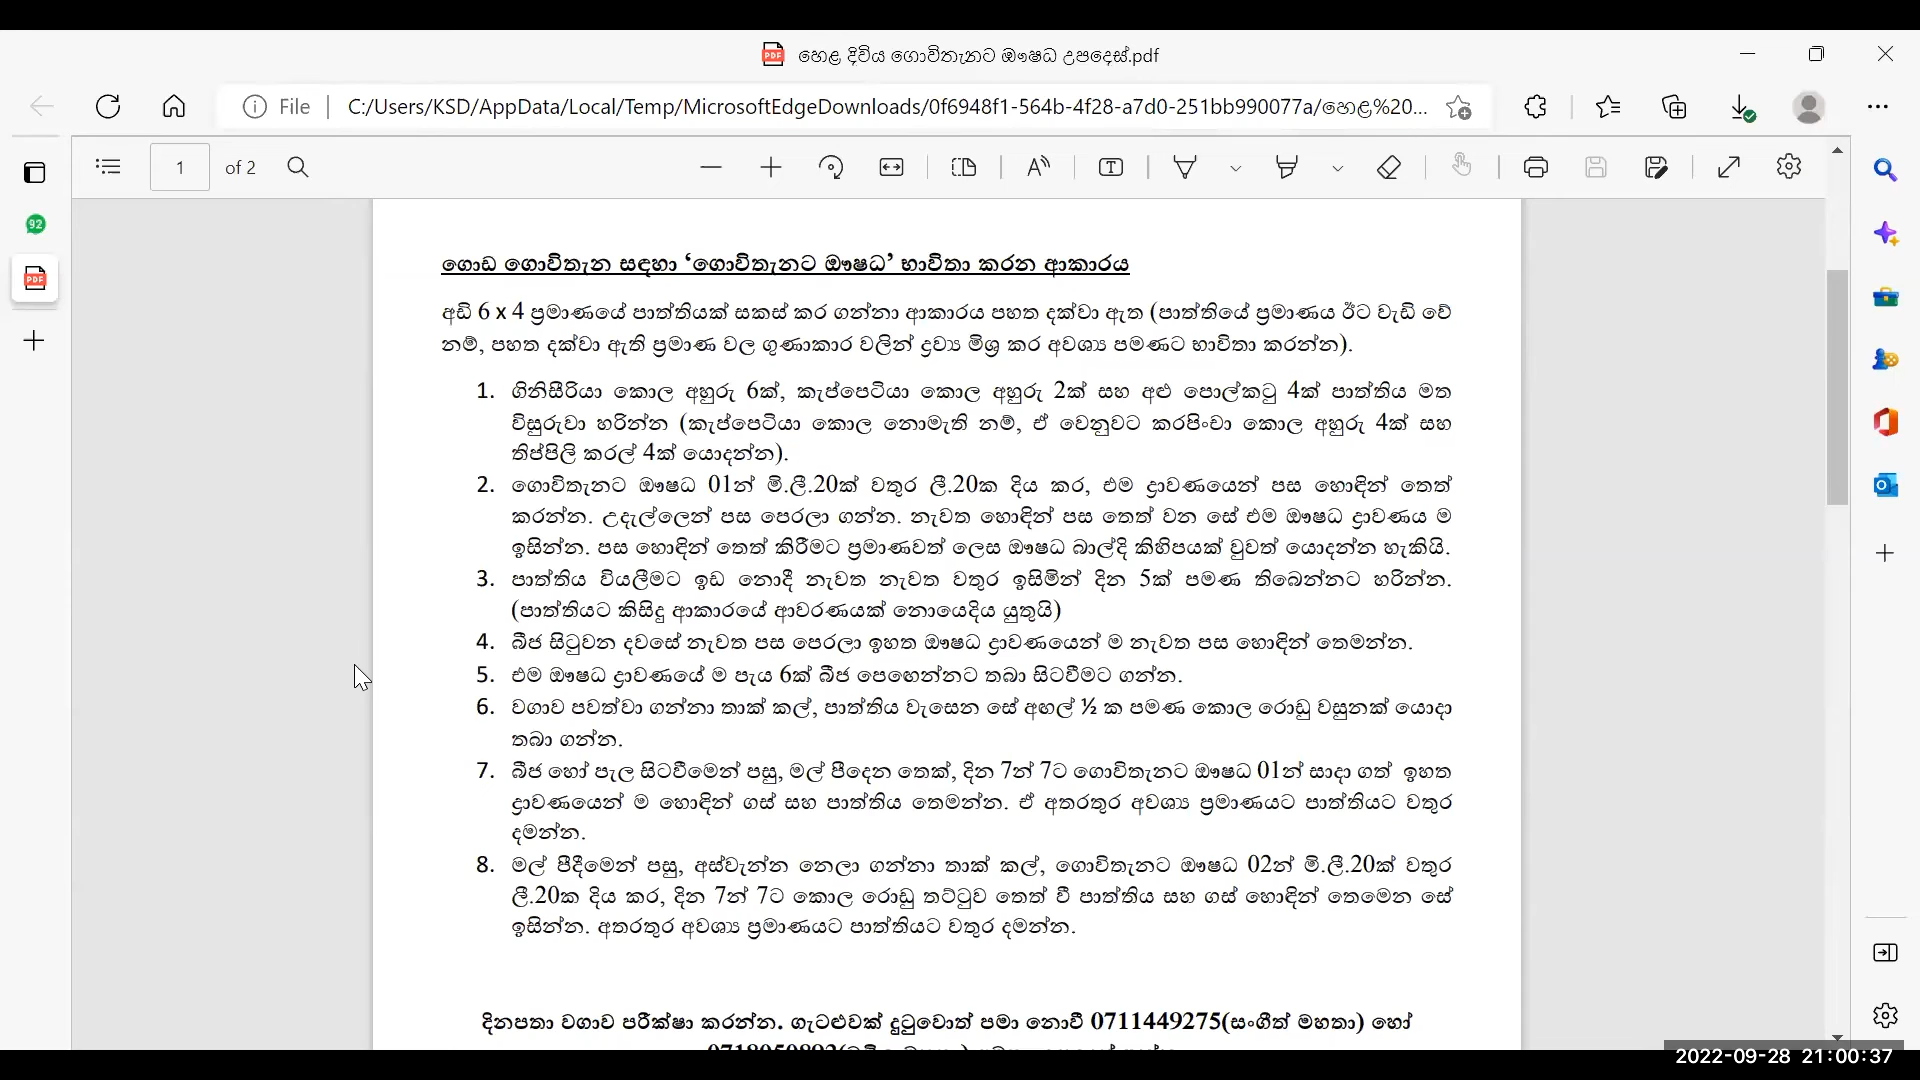 හෙළ දිවිය ගොවිතැනට ඖෂධ උපදෙස්.pdf
File
C:/Users/KSD/AppData/Local/Temp/MicrosoftEdgeDownloads/0f6948f1-564b-4f28-a7d0-251bb990077a/හෙළ%20...
92
1 of 2
ගොඩ ගොවිතැන සඳහා ‘ගොවිතැනට ඖෂධ’ භාවිතා කරන ආකාරය
අඩි 6 x 4 ප්‍රමාණයේ පාත්තියක් සකස් කර ගන්නා ආකාරය පහත දක්වා ඇත (පාත්තියේ ප්‍රමාණය ඊට වැඩි වේ
නම්, පහත දක්වා ඇති ප්‍රමාණ වල ගුණාකාර වලින් ද්‍රව්‍ය මිශ්‍ර කර අවශ්‍ය පමණට භාවිතා කරන්න).
1. ගිනිසීරියා කොල අහුරු 6ක්, කැප්පෙටියා කොල අහුරු 2ක් සහ අළු පොල්කටු 4ක් පාත්තිය මත
විසුරුවා හරින්න (කැප්පෙටියා කොල නොමැති නම්, ඒ වෙනුවට කරපිංචා කොල අහුරු 4ක් සහ
තිප්පිලි කරල් 4ක් යොදන්න).
2. ගොවිතැනට ඖෂධ 01න් මි.ලී.20ක් වතුර ලී.20ක දිය කර, එම ද්‍රාවණයෙන් පස හොඳින් තෙත්
කරන්න. උදැල්ලෙන් පස පෙරලා ගන්න. නැවත හොඳින් පස තෙත් වන සේ එම ඖෂධ ද්‍රාවණය ම
ඉසින්න. පස හොඳින් තෙත් කිරීමට ප්‍රමාණවත් ලෙස ඖෂධ බාල්දි කිහිපයක් වුවත් යොදන්න හැකියි.
3. පාත්තිය වියලීමට ඉඩ නොදී නැවත නැවත වතුර ඉසිමින් දින 5ක් පමණ තිබෙන්නට හරින්න.
(පාත්තියට කිසිදු ආකාරයේ ආවරණයක් නොයෙදිය යුතුයි)
4. බීජ සිටුවන දවසේ නැවත පස පෙරලා ඉහත ඖෂධ ද්‍රාවණයෙන් ම නැවත පස හොඳින් තෙමන්න.
5. එම ඖෂධ ද්‍රාවණයේ ම පැය 6ක් බීජ පෙඟෙන්නට තබා සිටවීමට ගන්න.
6. වගාව පවත්වා ගන්නා තාක් කල්, පාත්තිය වැසෙන සේ අඟල් ½ ක පමණ කොල රොඩු වසුනක් යොදා
තබා ගන්න.
7. බීජ හෝ පැල සිටවීමෙන් පසු, මල් පීදෙන තෙක්, දින 7න් 7ට ගොවිතැනට ඖෂධ 01න් සාදා ගත් ඉහත
ද්‍රාවණයෙන් ම හොඳින් ගස් සහ පාත්තිය තෙමන්න. ඒ අතරතුර අවශ්‍ය ප්‍රමාණයට පාත්තියට වතුර
දමන්න.
8. මල් පීදීමෙන් පසු, අස්වැන්න නෙලා ගන්නා තාක් කල්, ගොවිතැනට ඖෂධ 02න් මි.ලී.20ක් වතුර
ලී.20ක දිය කර, දින 7න් 7ට කොල රොඩු තට්ටුව තෙත් වී පාත්තිය සහ ගස් හොඳින් තෙමෙන සේ
ඉසින්න. අතරතුර අවශ්‍ය ප්‍රමාණයට පාත්තියට වතුර දමන්න.
දිනපතා වගාව පරීක්ෂා කරන්න. ගැටළුවක් දුටුවොත් පමා නොවී 0711449275(සංගීත් මහතා) හෝ
2022-09-28 21:00:37